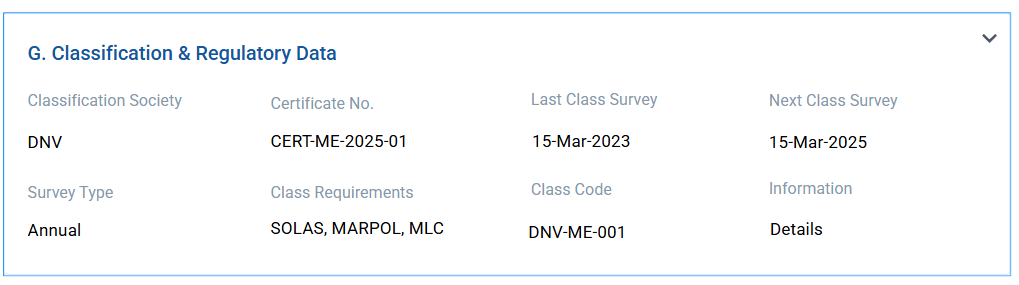 G. Classification & Regulatory Data
Classification Society Certificate No. Last Class Survey Next Class Survey
DNV CERT-ME-2025-01 15-Mar-2023 15-Mar-2025
Survey Type Class Requirements Class Code Information
Annual SOLAS, MARPOL, MLC DNV-ME-001 Details